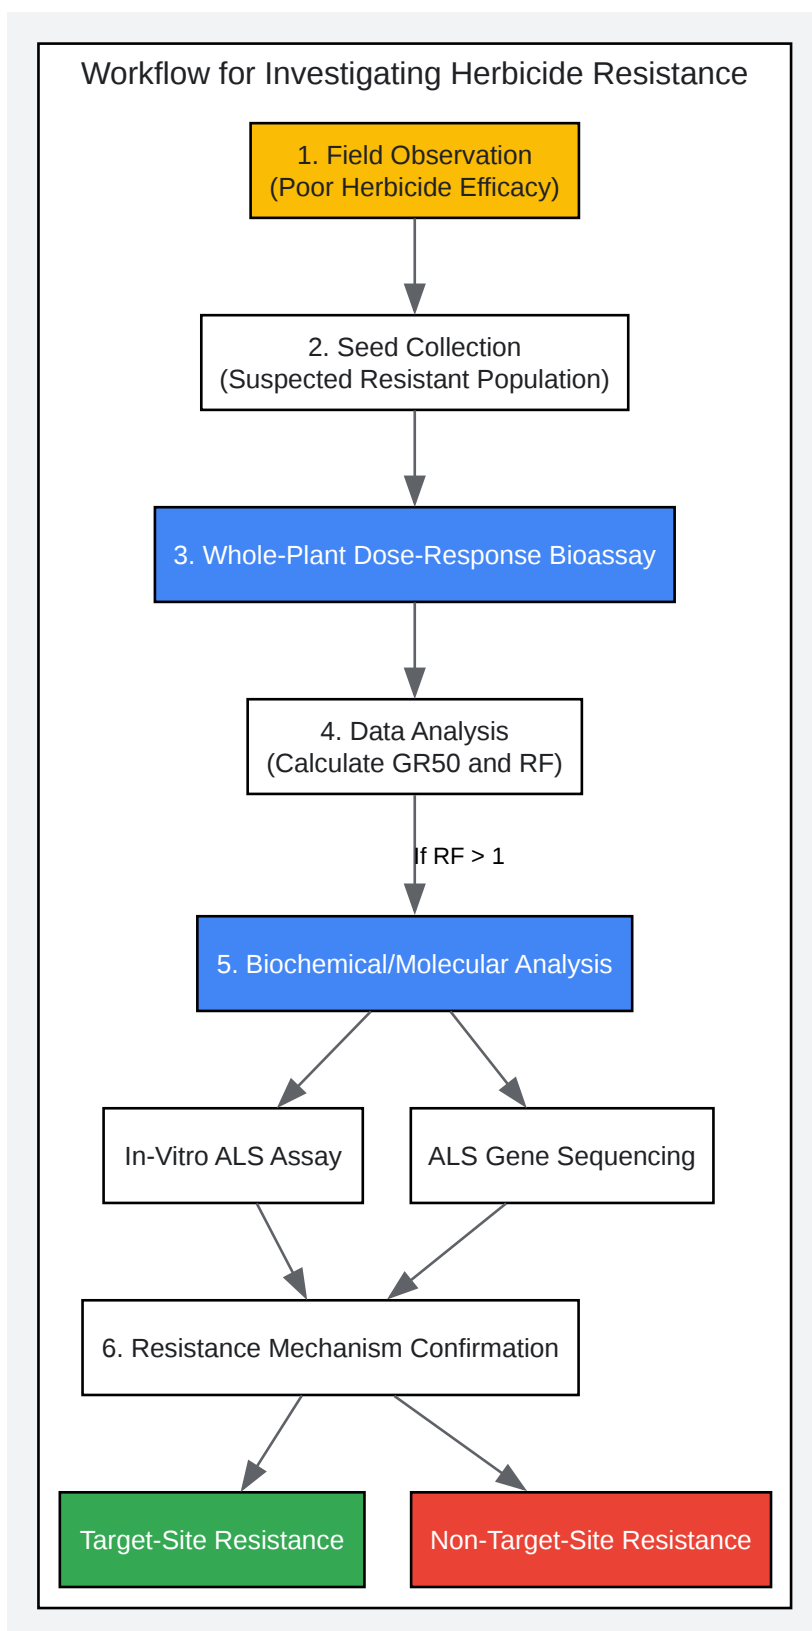 Workflow for Investigating Herbicide Resistance
1. Field Observation
(Poor Herbicide Efficacy)
2. Seed Collection
(Suspected Resistant Population)
3. Whole-Plant Dose-Response Bioassay
4. Data Analysis
(Calculate GR50 and RF)
If RF > 1
5. Biochemical/Molecular Analysis
In-Vitro ALS Assay
ALS Gene Sequencing
6. Resistance Mechanism Confirmation
Target-Site Resistance
Non-Target-Site Resistance